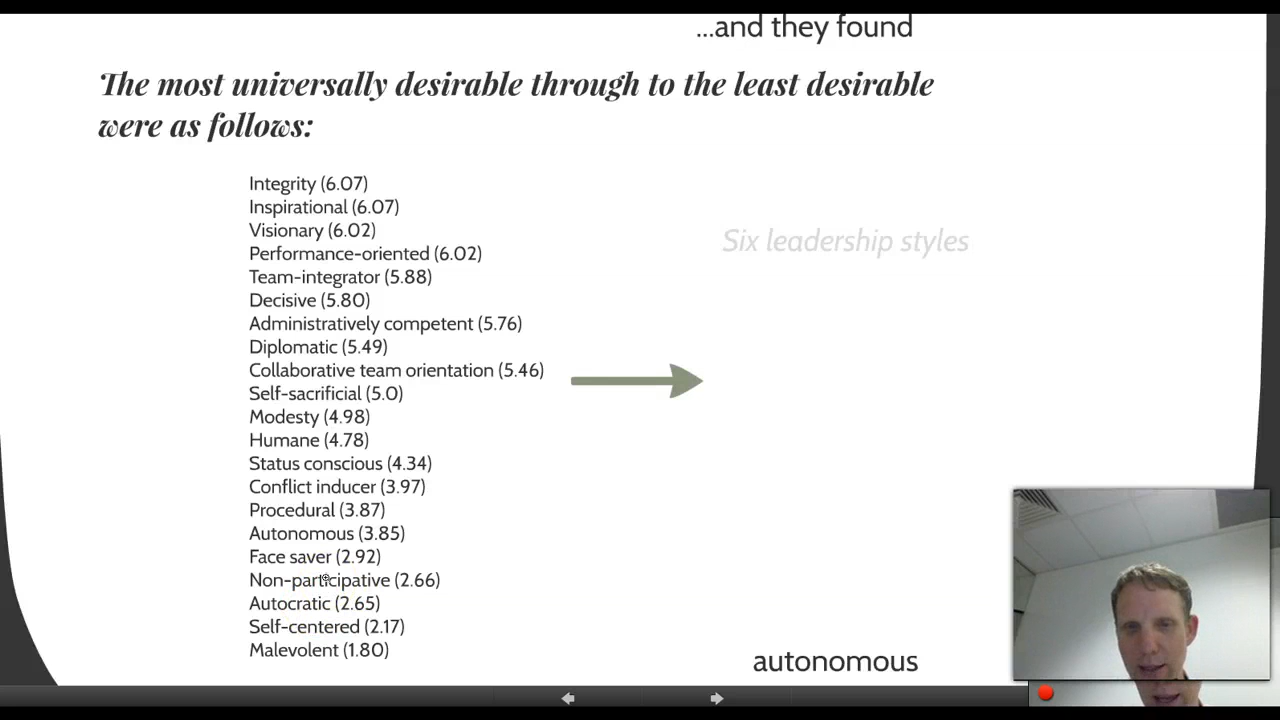 ...and they found
The most universally desirable through to the least desirable
were as follows:
Integrity (6.07)
Inspirational (6.07)
Visionary (6.02)
Performance-oriented (6.02)
Team-integrator (5.88)
Decisive (5.80)
Administratively competent (5.76)
Diplomatic (5.49)
Collaborative team orientation (5.46)
Self-sacrificial (5.0)
Modesty (4.98)
Humane (4.78)
Status conscious (4.34)
Conflict inducer (3.97)
Procedural (3.87)
Autonomous (3.85)
Face saver (2.92)
Non-participative (2.66)
Autocratic (2.65)
Self-centered (2.17)
Malevolent (1.80)
Six leadership styles
autonomous